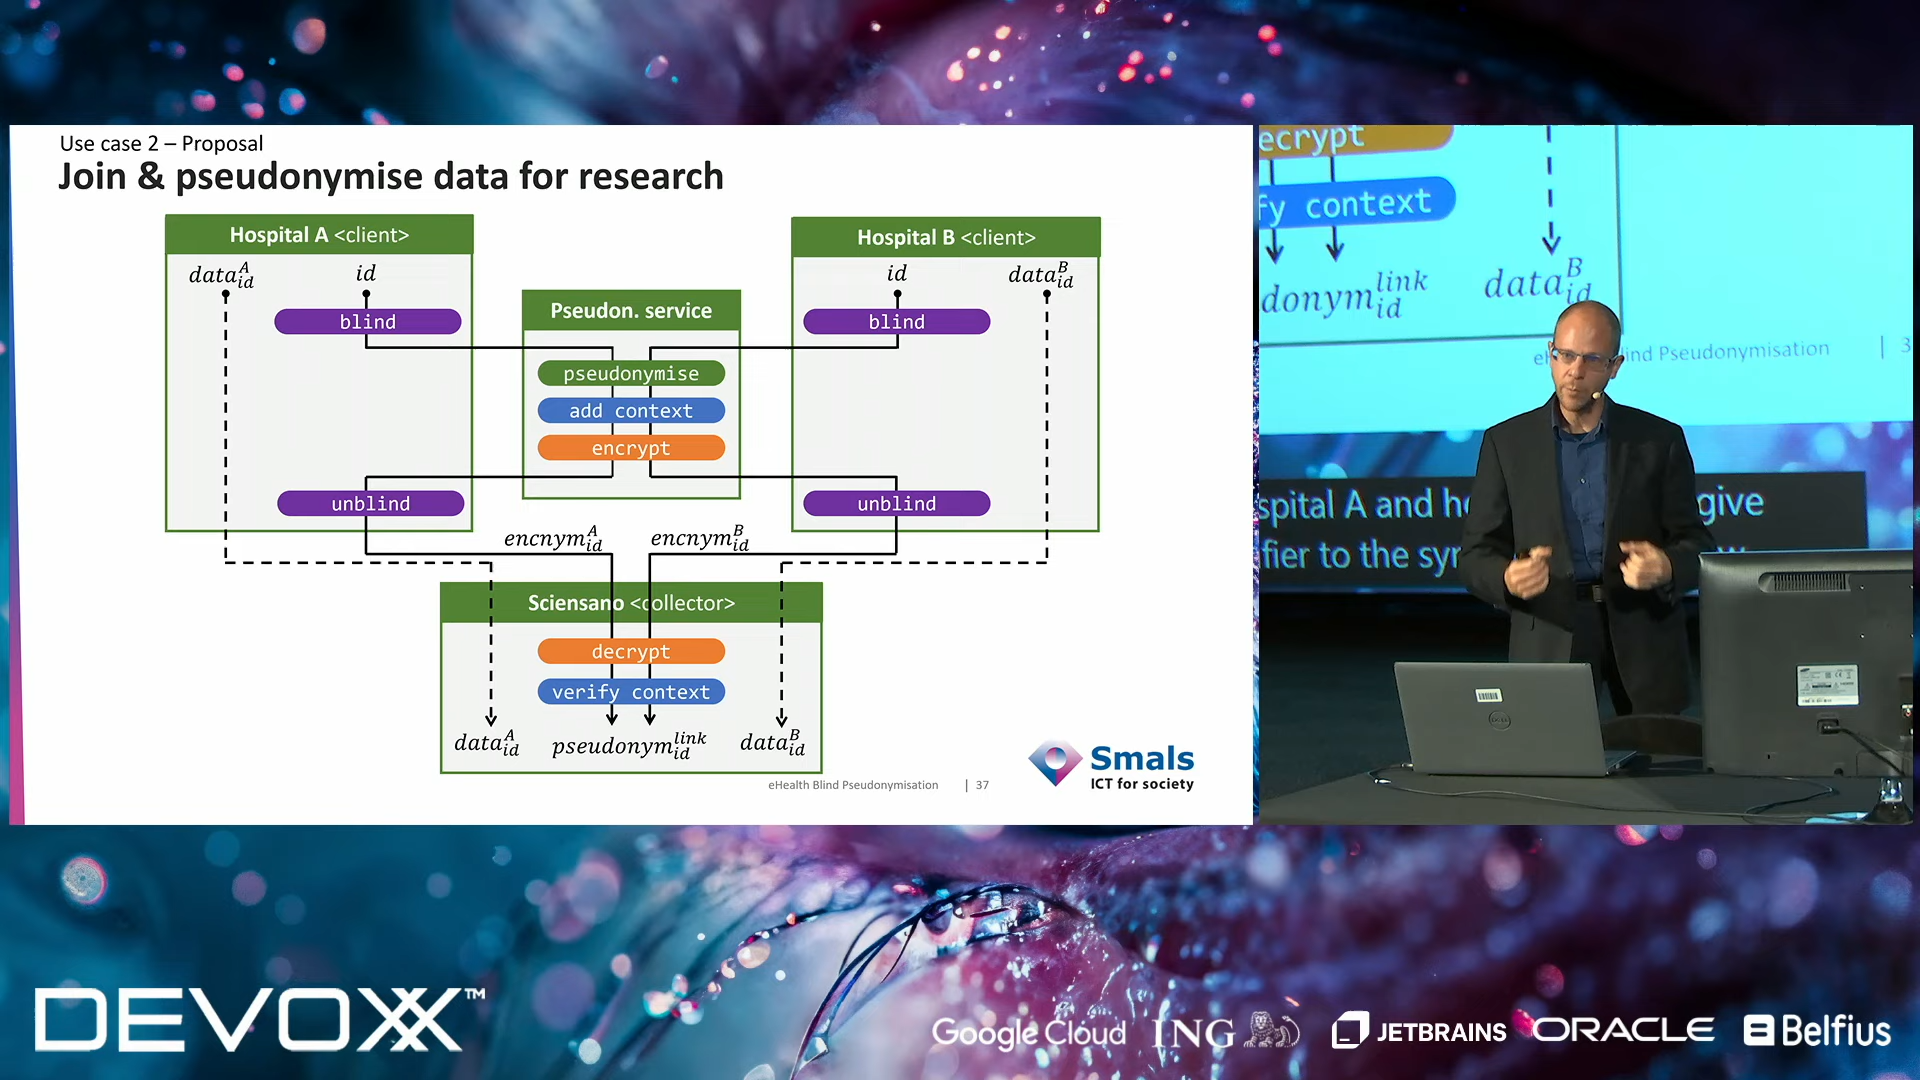 Use case 2 – Proposal
Join & pseudonymise data for research
Hospital A <client>
Hospital B <client>
data^A_id
id
id
data^B_id
blind
Pseudon. service
blind
pseudonymise
add context
encrypt
unblind
unblind
encnym^A_id
encnym^B_id
Sciensano <collector>
decrypt
verify context
data^A_id
pseudonym^link_id
data^B_id
eHealth Blind Pseudonymisation | 37
Smals
ICT for society
ecrypt
fy context
donym^link_id
data^B_id
ind Pseudonymisation | 3
spital A and h
give
fier to the sy
DELL
DEVOXX™
Google Cloud
ING
JETBRAINS
ORACLE
Belfius